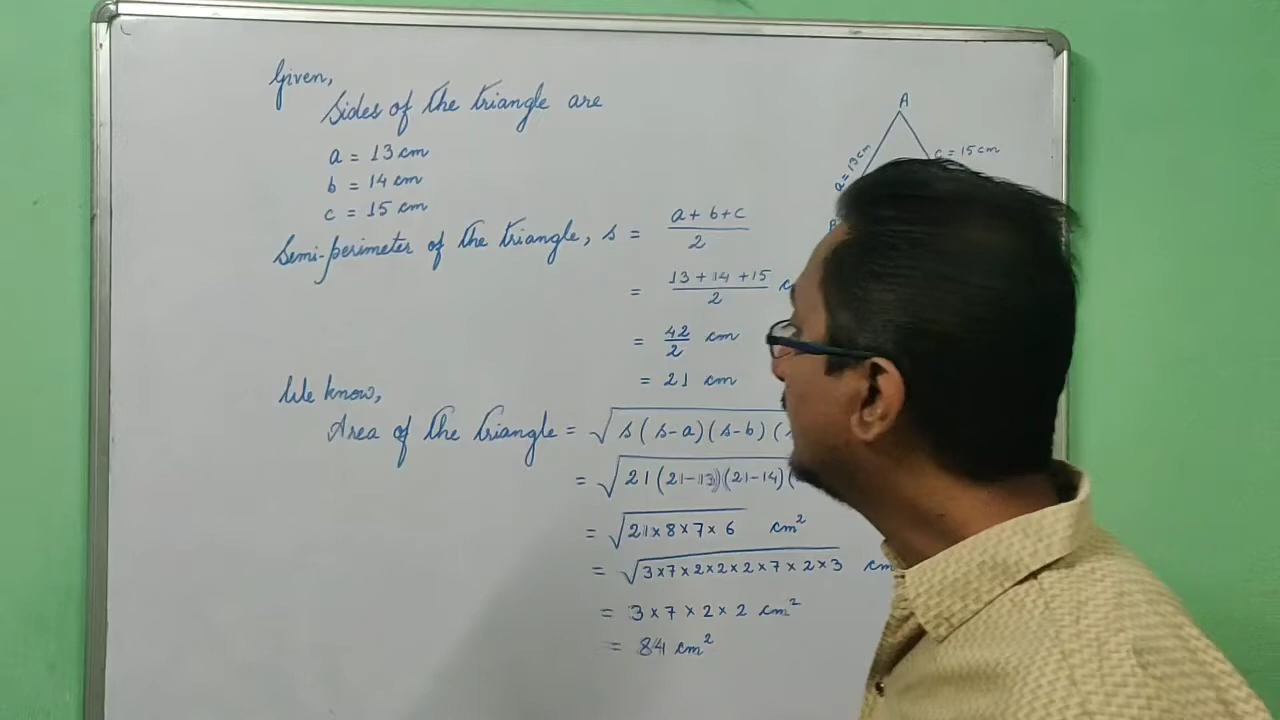 Given,
Sides of the triangle are
a = 13 cm
b = 14 cm
c = 15 cm
Semi-perimeter of the triangle, s = a + b + c / 2
= 13 + 14 + 15 / 2
= 42 / 2 cm
= 21 cm
We know,
Area of the triangle = √s(s-a)(s-b)(
= √21(21-13)(21-14)(
= √21×8×7×6 cm²
= √3×7×2×2×2×7×2×3 cm
= 3×7×2×2 cm²
= 84 cm²
A
a = 13 cm
c = 15 cm